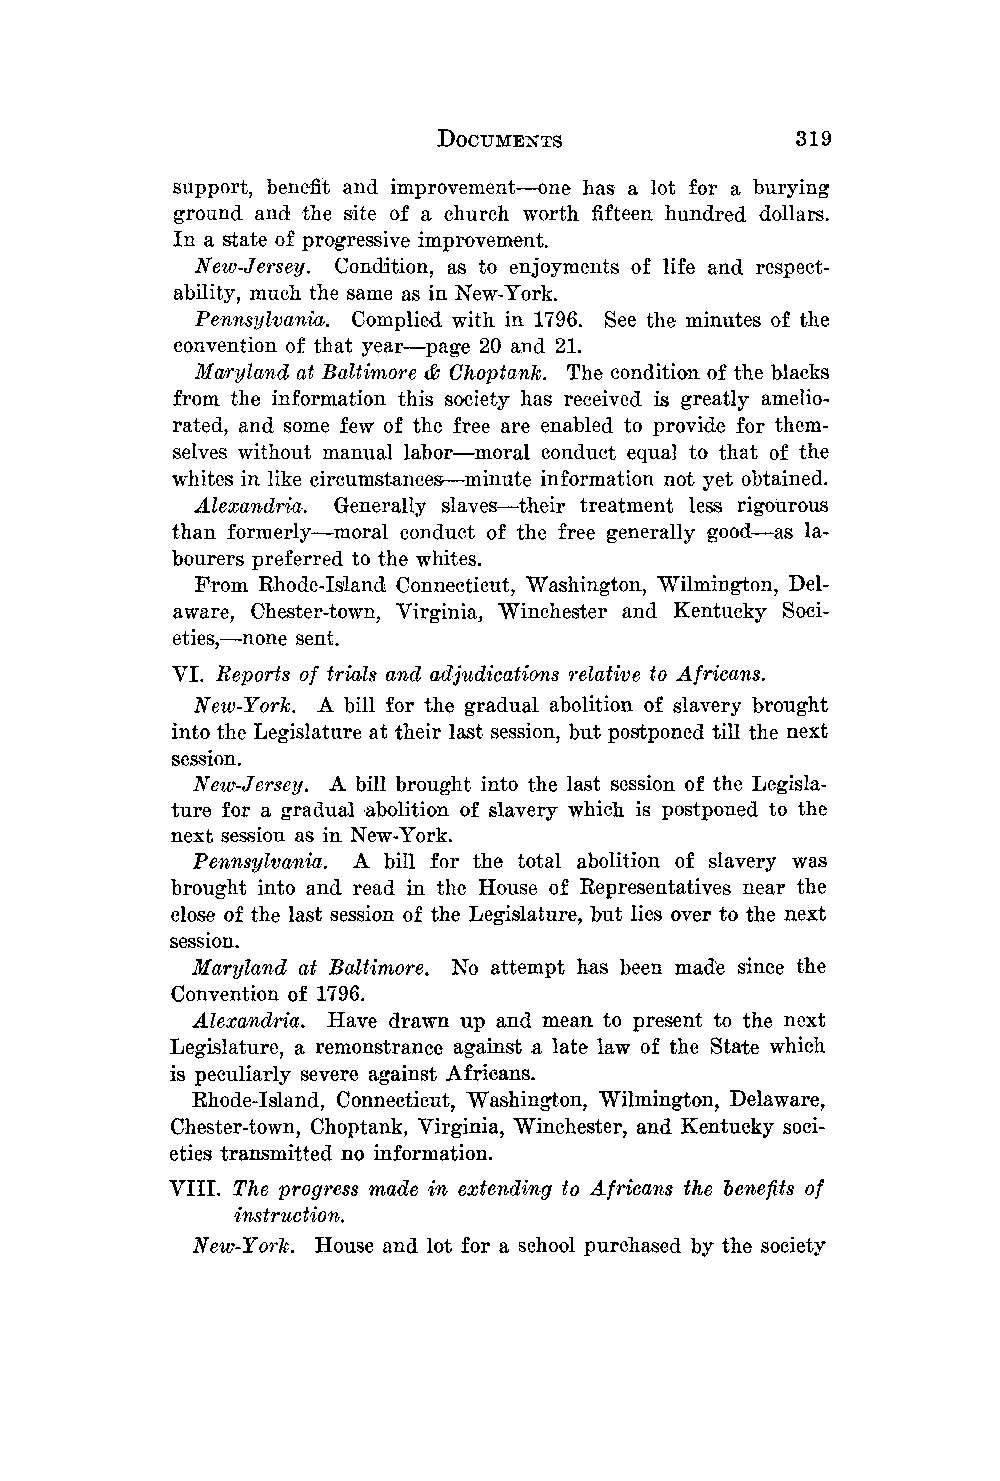 DOCUMENTS 319
support, benefit and improvement—one has a lot for a burying
ground and the site of a church worth fifteen hundred dollars.
In a state of progressive improvement.
New-Jersey. Condition, as to enjoyments of life and respect-
ability, much the same as in New-York.
Pennsylvania. Complied with in 1796. See the minutes of the
convention of that year—page 20 and 21.
Maryland at Baltimore & Choptank. The condition of the blacks
from the information this society has received is greatly amelio-
rated, and some few of the free are enabled to provide for them-
selves without manual labor—moral conduct equal to that of the
whites in like circumstances—minute information not yet obtained.
Alexandria. Generally slaves—their treatment less rigourous
than formerly—moral conduct of the free generally good—as la-
bourers preferred to the whites.
From Rhode-Island Connecticut, Washington, Wilmington, Del-
aware, Chester-town, Virginia, Winchester and Kentucky Soci-
eties,—none sent.
VI. Reports of trials and adjudications relative to Africans.
New-York. A bill for the gradual abolition of slavery brought
into the Legislature at their last session, but postponed till the next
session.
New-Jersey. A bill brought into the last session of the Legisla-
ture for a gradual abolition of slavery which is postponed to the
next session as in New-York.
Pennsylvania. A bill for the total abolition of slavery was
brought into and read in the House of Representatives near the
close of the last session of the Legislature, but lies over to the next
session.
Maryland at Baltimore. No attempt has been made since the
Convention of 1796.
Alexandria. Have drawn up and mean to present to the next
Legislature, a remonstrance against a late law of the State which
is peculiarly severe against Africans.
Rhode-Island, Connecticut, Washington, Wilmington, Delaware,
Chester-town, Choptank, Virginia, Winchester, and Kentucky soci-
eties transmitted no information.
VIII. The progress made in extending to Africans the benefits of
instruction.
New-York. House and lot for a school purchased by the society